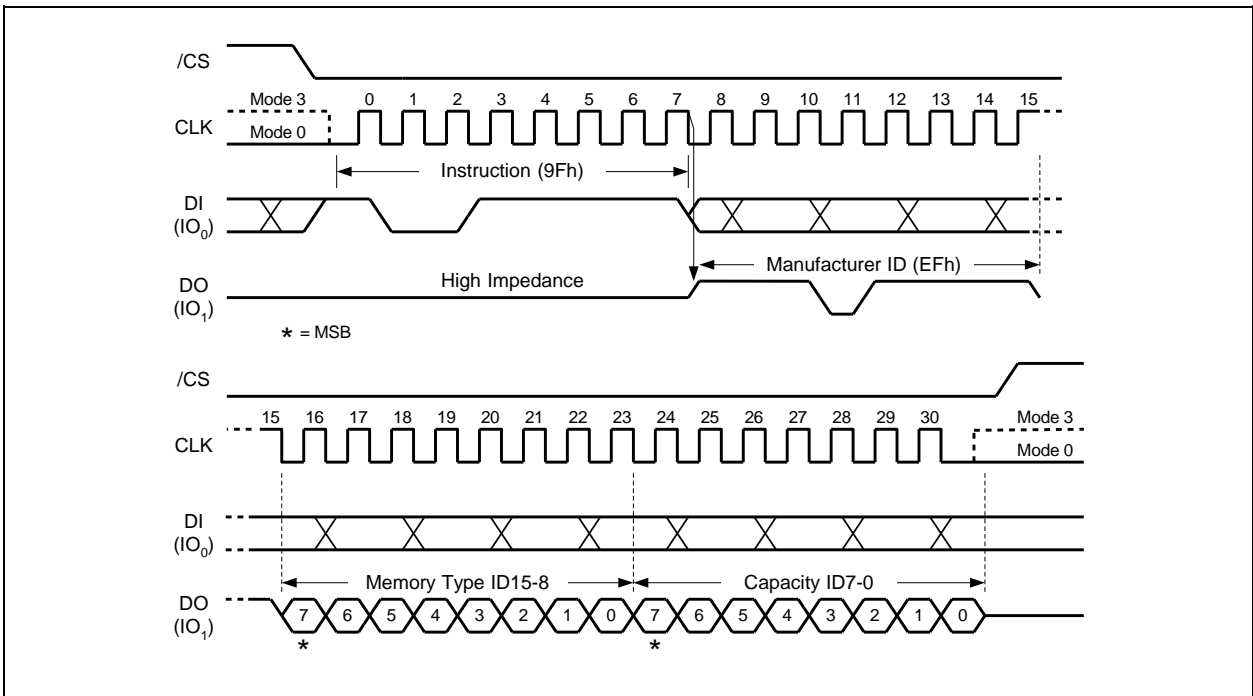 /CS
Mode 3 0 1 2 3 4 5 6 7 8 9 10 11 12 13 14 15
CLK
Mode 0
Instruction (9Fh)
DI
(IO₀)
Manufacturer ID (EFh)
High Impedance
DO
(IO₁)
* = MSB
/CS
15 16 17 18 19 20 21 22 23 24 25 26 27 28 29 30 Mode 3
CLK
Mode 0
DI
(IO₀)
Memory Type ID15-8 Capacity ID7-0
DO 7 6 5 4 3 2 1 0 7 6 5 4 3 2 1 0
(IO₁)
* *